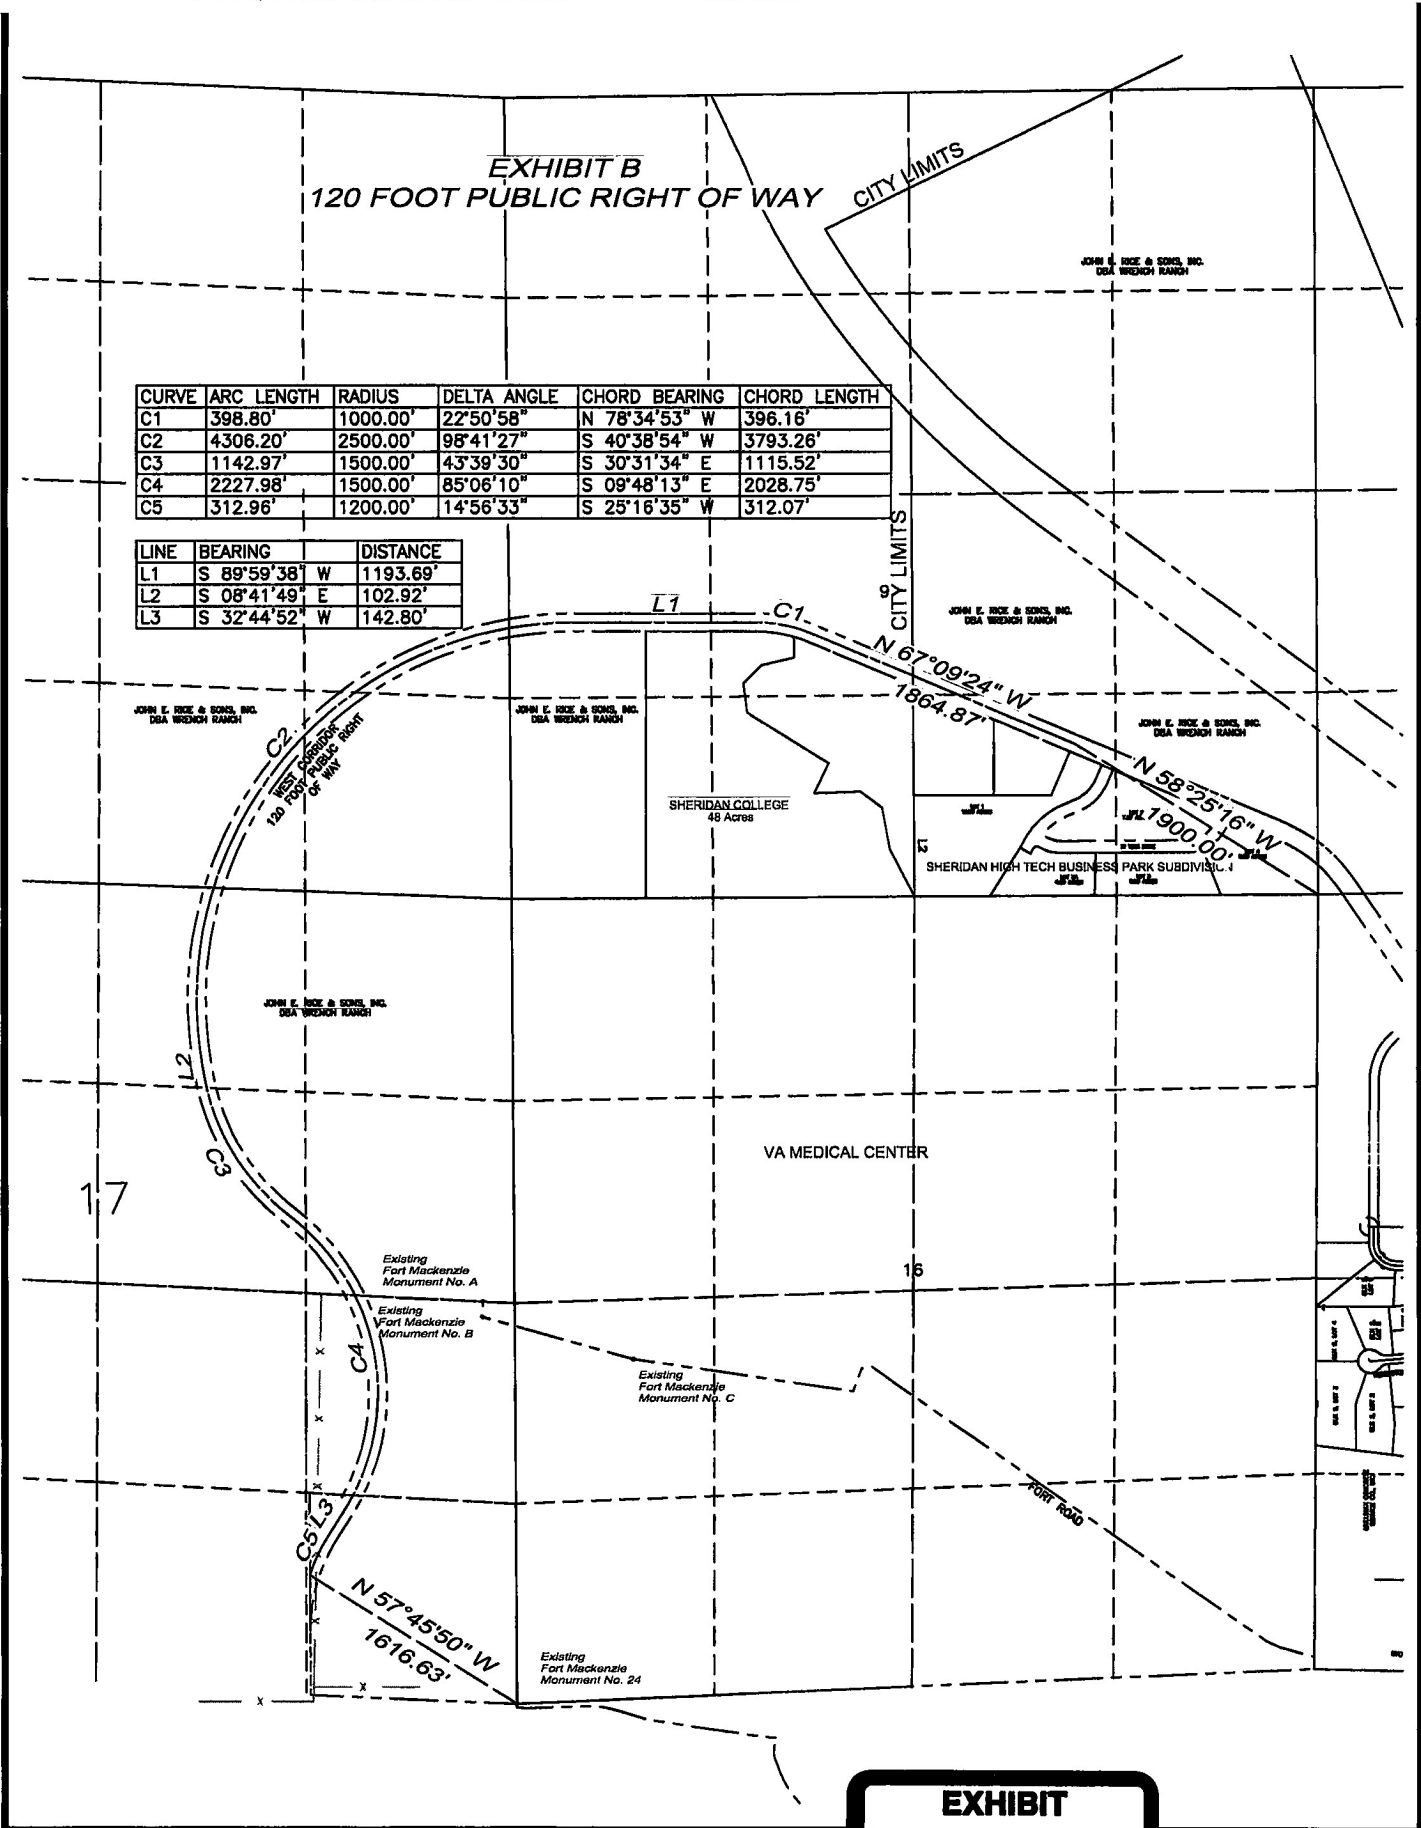 EXHIBIT B
120 FOOT PUBLIC RIGHT OF WAY
CITY LIMITS
JOHN E. RICE & SONS, INC.
DBA WRENCH RANCH
CURVE ARC LENGTH RADIUS DELTA ANGLE CHORD BEARING CHORD LENGTH
C1 398.80' 1000.00' 22°50'58" N 78°34'53" W 396.16'
C2 4306.20' 2500.00' 98°41'27" S 40°38'54" W 3793.26'
C3 1142.97' 1500.00' 43°39'30" S 30°31'34" E 1115.52'
C4 2227.98' 1500.00' 85°06'10" S 09°48'13" E 2028.75'
C5 312.96' 1200.00' 14°56'33" S 25°16'35" W 312.07'
LINE BEARING DISTANCE
L1 S 89°59'38" W 1193.69'
L2 S 08°41'49" E 102.92'
L3 S 32°44'52" W 142.80'
CITY LIMITS
9
L1
C1
JOHN E. RICE & SONS, INC.
DBA WRENCH RANCH
N 67°09'24" W
1864.87'
JOHN E. RICE & SONS, INC.
DBA WRENCH RANCH
JOHN E. RICE & SONS, INC.
DBA WRENCH RANCH
JOHN E. RICE & SONS, INC.
DBA WRENCH RANCH
C2
WEST CORRIDOR
120 FOOT PUBLIC RIGHT
OF WAY
N 58°25'16" W
1900.00'
SHERIDAN COLLEGE
48 Acres
L2
SHERIDAN HIGH TECH BUSINESS PARK SUBDIVISION
JOHN E. RICE & SONS, INC.
DBA WRENCH RANCH
L2
C3
VA MEDICAL CENTER
17
16
Existing
Fort Mackenzie
Monument No. A
Existing
Fort Mackenzie
Monument No. B
C4
Existing
Fort Mackenzie
Monument No. C
FORT ROAD
L3
C5
N 57°45'50" W
1616.63'
Existing
Fort Mackenzie
Monument No. 24
EXHIBIT